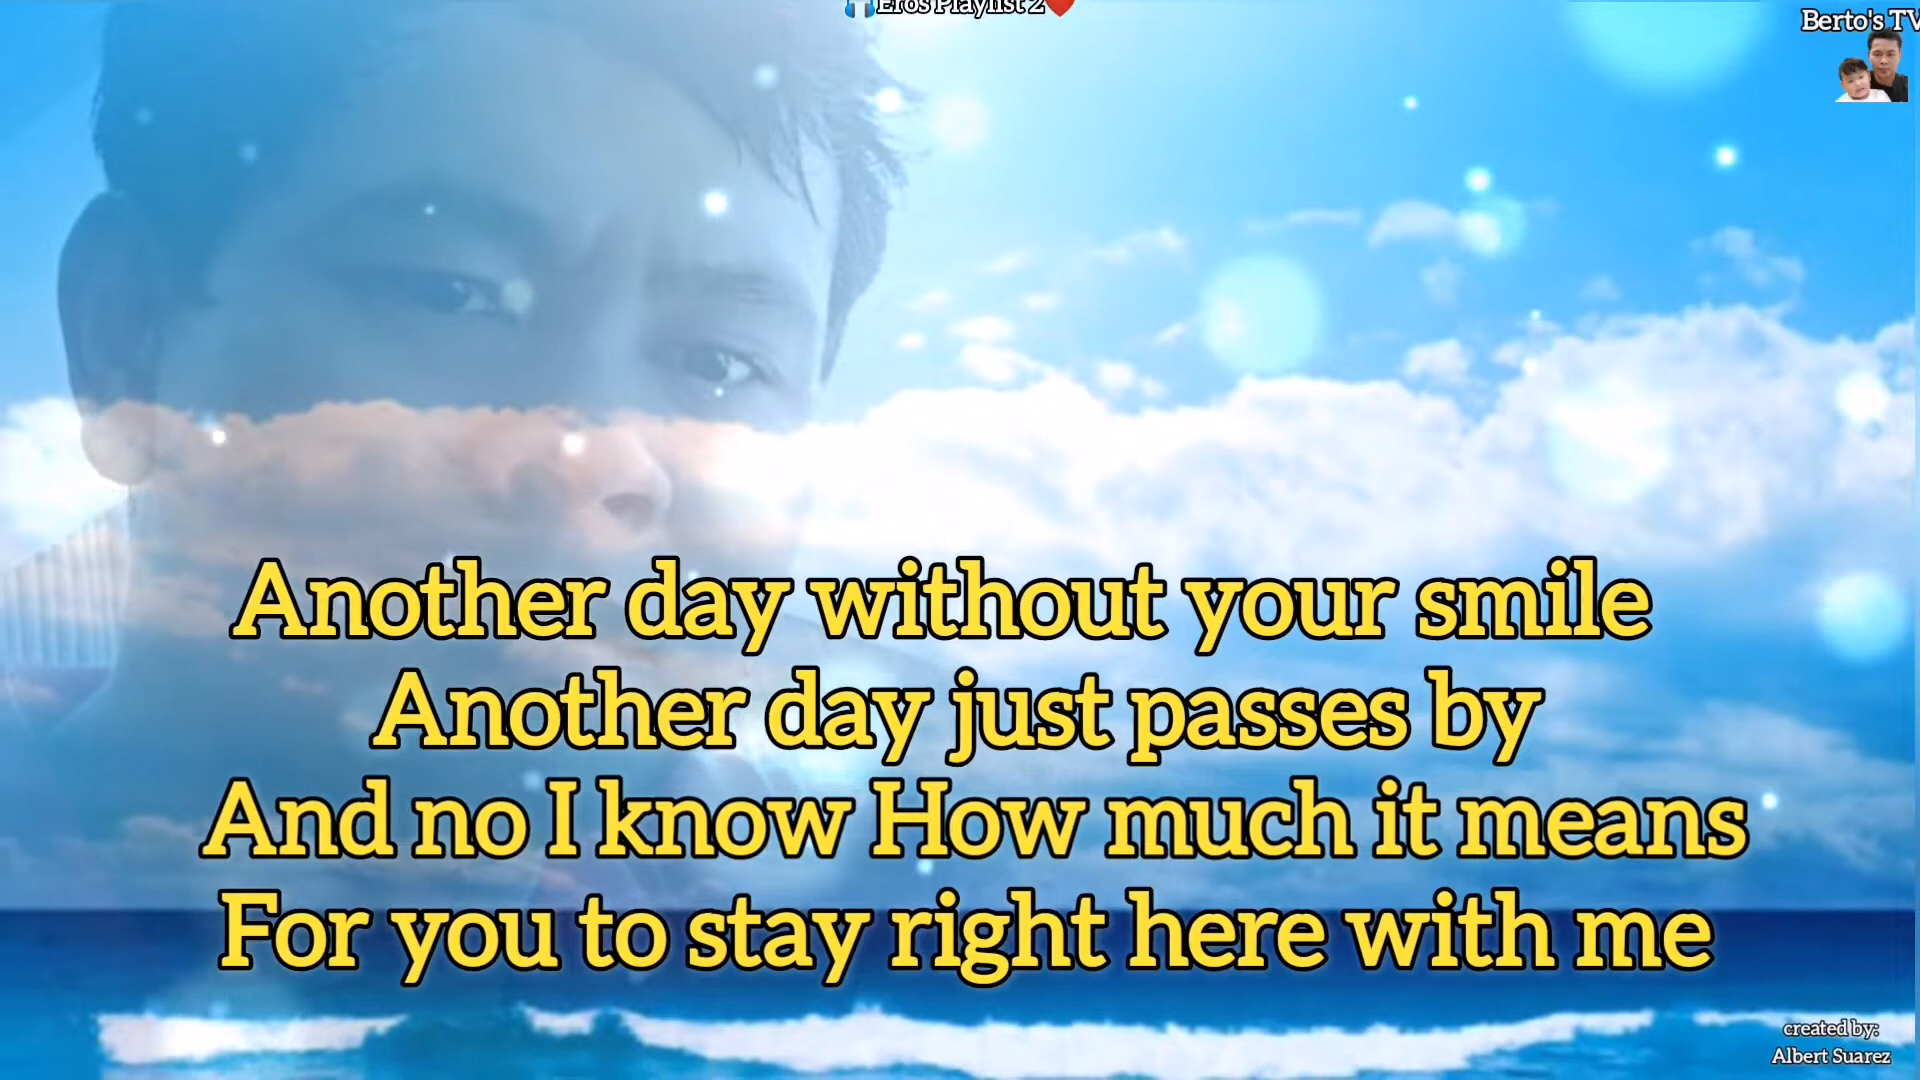 🎧Eros Playlist 2❤️
Berto's TV
Another day without your smile
Another day just passes by
And no I know How much it means
For you to stay right here with me
created by:
Albert Suarez